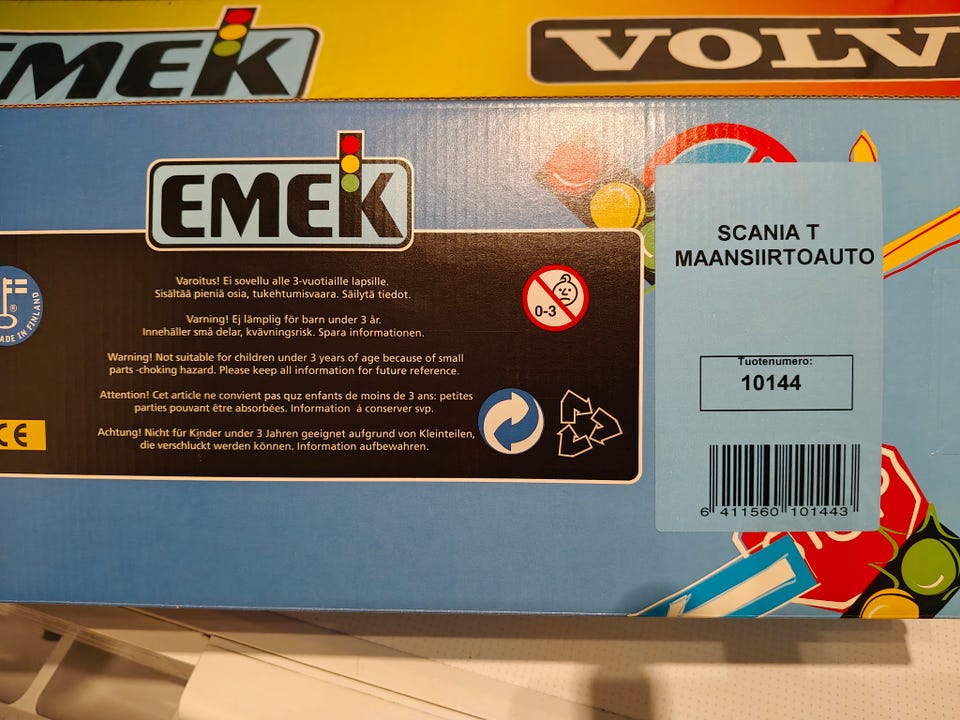 EMEK
VOLV
EMEK
Varoitus! Ei sovellu alle 3-vuotiaille lapsille.
Sisältää pieniä osia, tukehtumisvaara. Säilytä tiedot.
Varning! Ej lämplig för barn under 3 år.
Innehäller små delar, kvävningsrisk. Spara informationen.
Warning! Not suitable for children under 3 years of age because of small
parts -choking hazard. Please keep all information for future reference.
Attention! Cet article ne convient pas quz enfants de moins de 3 ans: petites
parties pouvant être absorbées. Information á conserver svp.
Achtung! Nicht für Kinder under 3 Jahren geeignet aufgrund von Kleinteilen,
die verschluckt werden können. Information aufbewahren.
0-3
ADE IN FINLAND
®
CE
SCANIA T
MAANSIIRTOAUTO
Tuotenumero:
10144
6 411560 101443